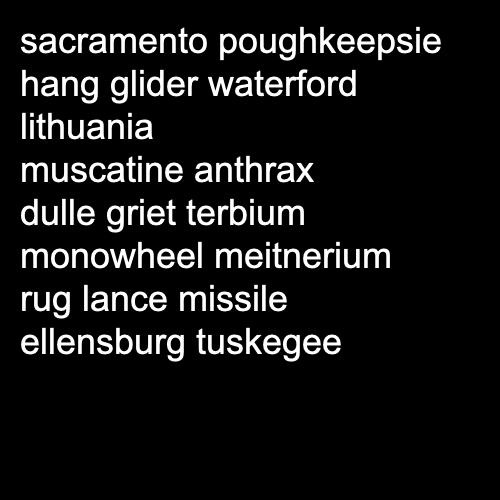 sacramento poughkeepsie
hang glider waterford
lithuania
muscatine anthrax
dulle griet terbium
monowheel meitnerium
rug lance missile
ellensburg tuskegee